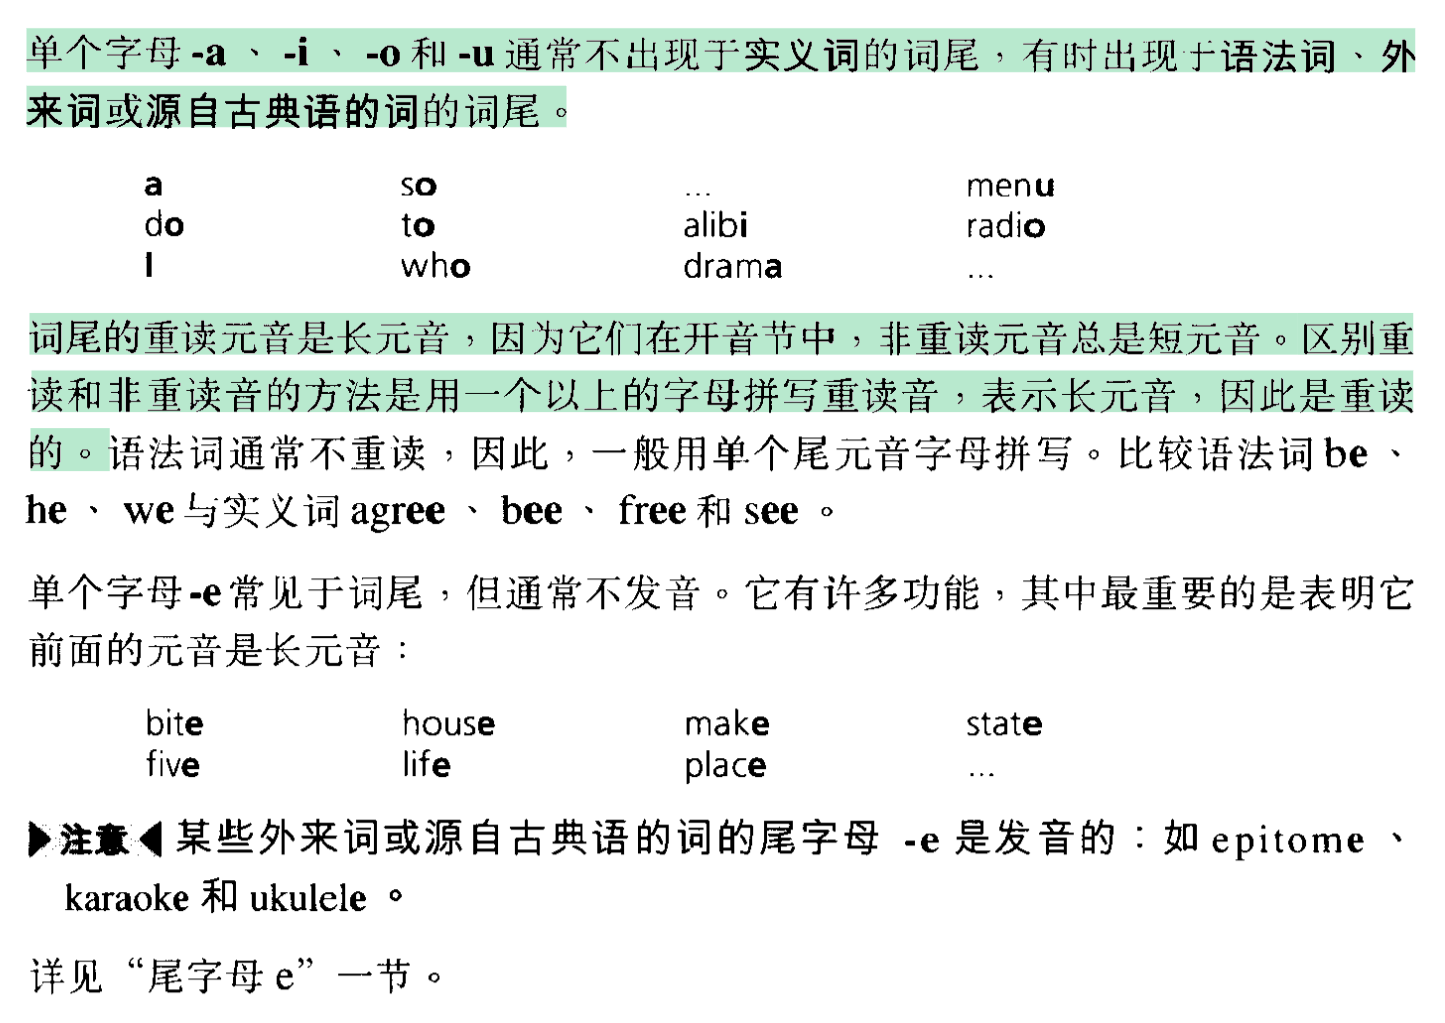 单个字母 -a 、 -i 、 -o 和 -u 通常不出现于实义词的词尾，有时出现于语法词、外
来词或源自古典语的词的词尾。
a so ... menu
do to alibi radio
I who drama ...
词尾的重读元音是长元音，因为它们在开音节中，非重读元音总是短元音。区别重
读和非重读音的方法是用一个以上的字母拼写重读音，表示长元音，因此是重读
的。语法词通常不重读，因此，一般用单个尾元音字母拼写。比较语法词 be 、
he 、 we 与实义词 agree 、 bee 、 free 和 see 。
单个字母 -e 常见于词尾，但通常不发音。它有许多功能，其中最重要的是表明它
前面的元音是长元音：
bite house make state
five life place ...
▶注意◀ 某些外来词或源自古典语的词的尾字母 -e 是发音的：如 epitome 、
karaoke 和 ukulele 。
详见“尾字母 e”一节。